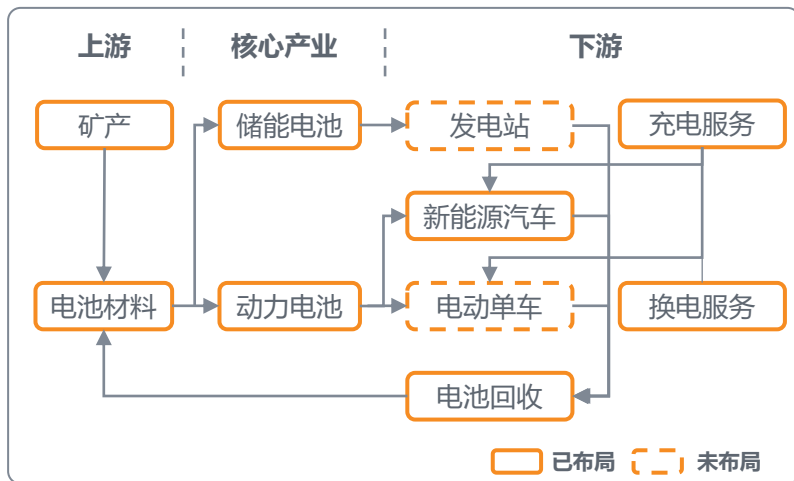 上游
核心产业
下游
矿产
储能电池
发电站
充电服务
新能源汽车
电池材料
动力电池
电动单车
换电服务
电池回收
已布局
未布局